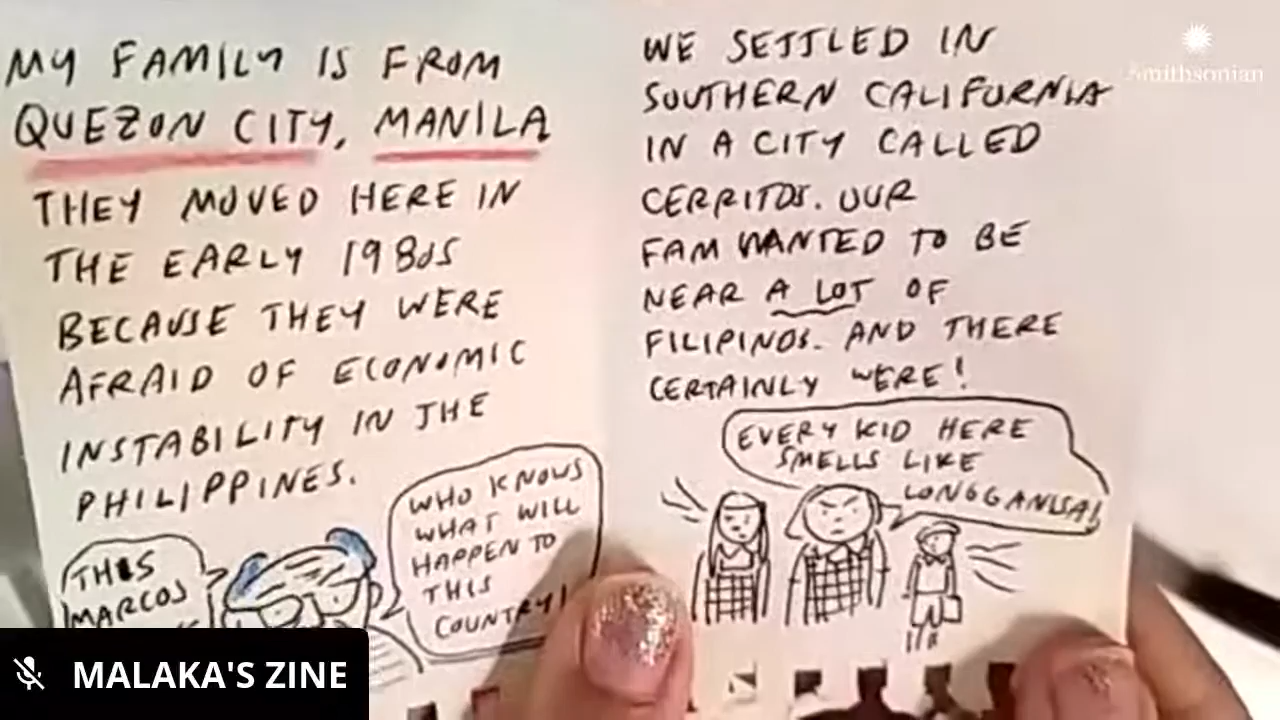 MY FAMILY IS FROM
QUEZON CITY, MANILA
THEY MOVED HERE IN
THE EARLY 1980S
BECAUSE THEY WERE
AFRAID OF ECONOMIC
INSTABILITY IN THE
PHILIPPINES.
THIS
MARCOS
WHO KNOWS
WHAT WILL
HAPPEN TO
THIS
COUNTRY!
WE SETTLED IN
SOUTHERN CALIFORNIA
IN A CITY CALLED
CERRITOS. OUR
FAM WANTED TO BE
NEAR A LOT OF
FILIPINOS. AND THERE
CERTAINLY WERE!
EVERY KID HERE
SMELLS LIKE
LONGGANISA!
Smithsonian
MALAKA'S ZINE